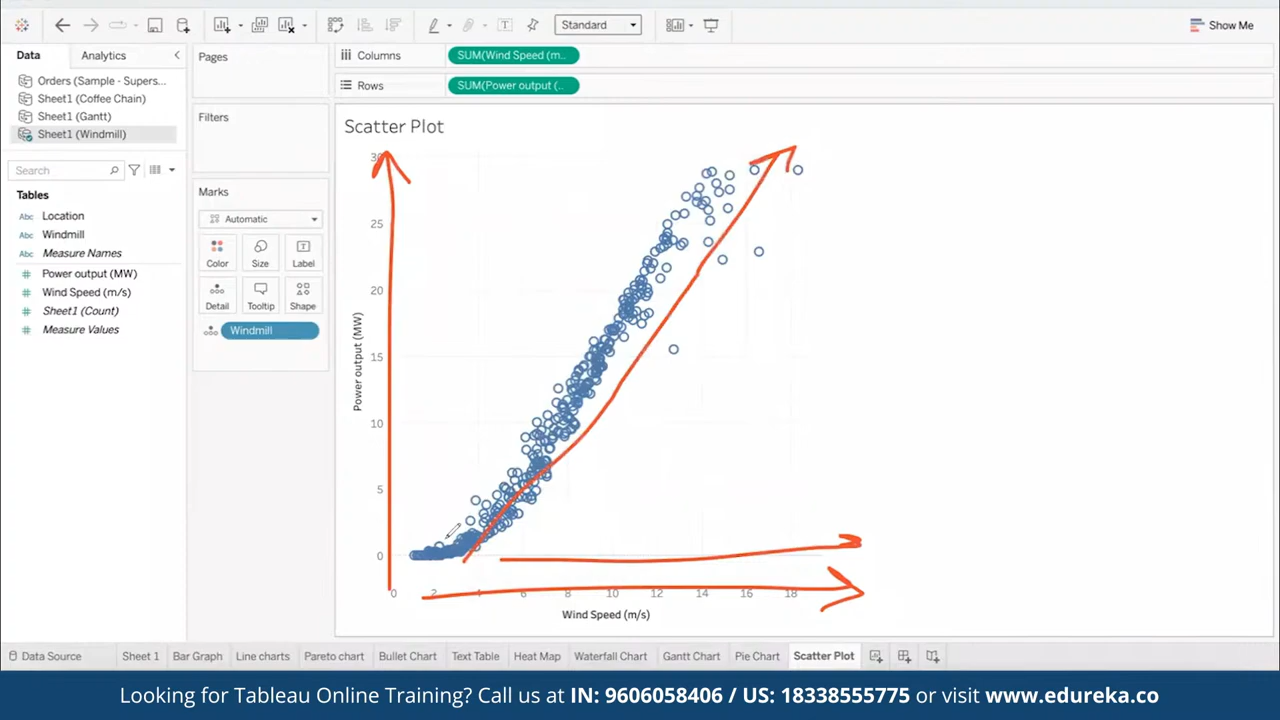 Standard
Show Me
Data
Analytics
Pages
Columns
SUM(Wind Speed (m..
Rows
SUM(Power output (..
Orders (Sample - Supers...
Sheet1 (Coffee Chain)
Sheet1 (Gantt)
Sheet1 (Windmill)
Filters
Scatter Plot
Search
Tables
Abc Location
Abc Windmill
Abc Measure Names
# Power output (MW)
# Wind Speed (m/s)
# Sheet1 (Count)
# Measure Values
Marks
Automatic
Color
Size
Label
Detail
Tooltip
Shape
Windmill
Power output (MW)
30
25
20
15
10
5
0
0 2 4 6 8 10 12 14 16 18
Wind Speed (m/s)
Data Source
Sheet 1
Bar Graph
Line charts
Pareto chart
Bullet Chart
Text Table
Heat Map
Waterfall Chart
Gantt Chart
Pie Chart
Scatter Plot
Looking for Tableau Online Training? Call us at IN: 9606058406 / US: 18338555775 or visit www.edureka.co